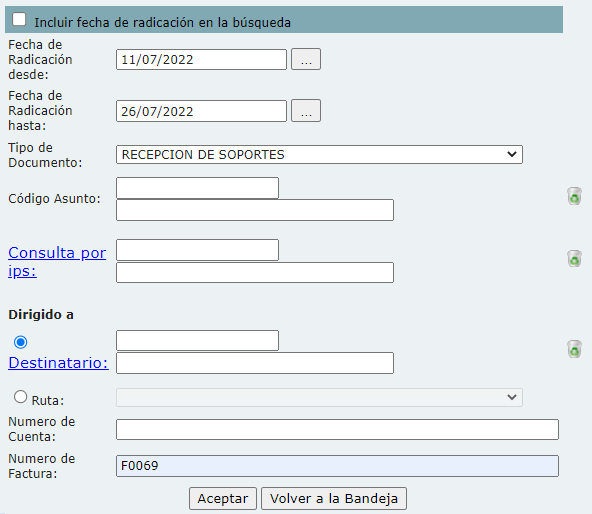 Incluir fecha de radicación en la búsqueda
Fecha de
Radicación
desde:
11/07/2022
...
Fecha de
Radicación
hasta:
26/07/2022
...
Tipo de
Documento:
RECEPCION DE SOPORTES
Código Asunto:
Consulta por
ips:
Dirigido a
Destinatario:
Ruta:
Numero de
Cuenta:
Numero de
Factura:
F0069
Aceptar
Volver a la Bandeja